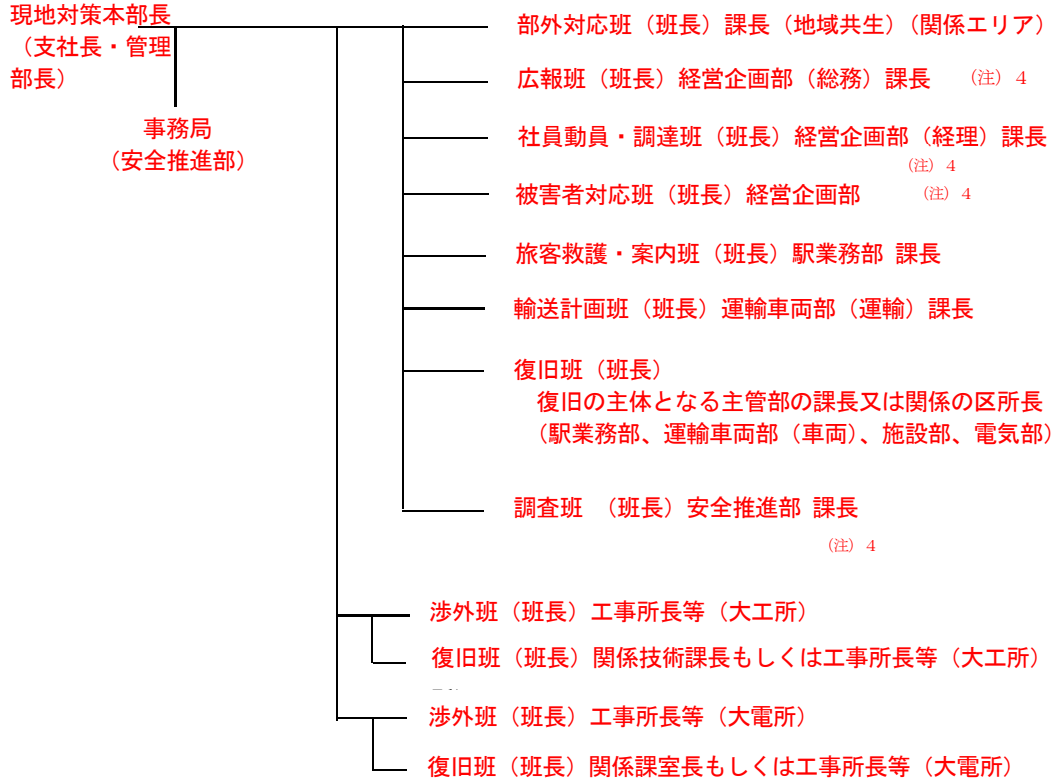 現地対策本部長
（支社長・管理
部長）
事務局
（安全推進部）
部外対応班（班長）課長（地域共生）（関係エリア）
広報班（班長）経営企画部（総務）課長 （注）4
社員動員・調達班（班長）経営企画部（経理）課長
（注）4
被害者対応班（班長）経営企画部 （注）4
旅客救護・案内班（班長）駅業務部 課長
輸送計画班（班長）運輸車両部（運輸）課長
復旧班（班長）
復旧の主体となる主管部の課長又は関係の区所長
（駅業務部、運輸車両部（車両）、施設部、電気部）
調査班 （班長）安全推進部 課長
（注）4
渉外班（班長）工事所長等（大工所）
復旧班（班長）関係技術課長もしくは工事所長等（大工所）
渉外班（班長）工事所長等（大電所）
復旧班（班長）関係課室長もしくは工事所長等（大電所）